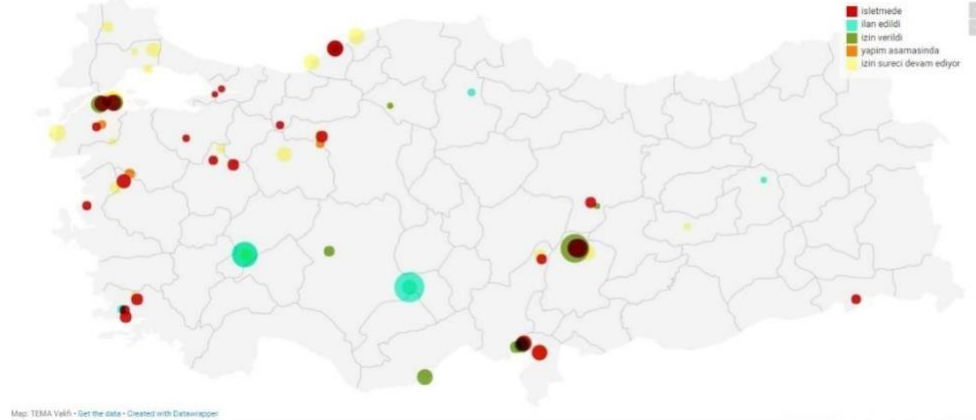 isletmede
ilan edildi
izin verildi
yapim asamasinda
izin sureci devam ediyor
Map: TEMA Vakfi • Get the data • Created with Datawrapper